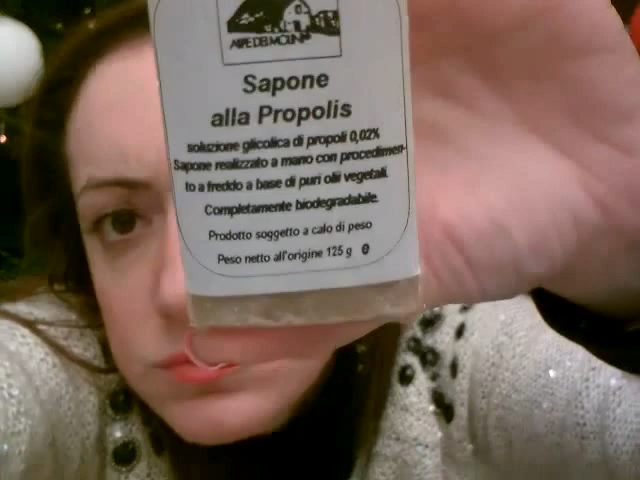 Sapone
alla Propolis
soluzione glicolica di propoli 0,02%
Sapone realizzato a mano con procedimen-
to a freddo a base di puri olii vegetali.
Completamente biodegradabile.
Prodotto soggetto a calo di peso
Peso netto all'origine 125 g e